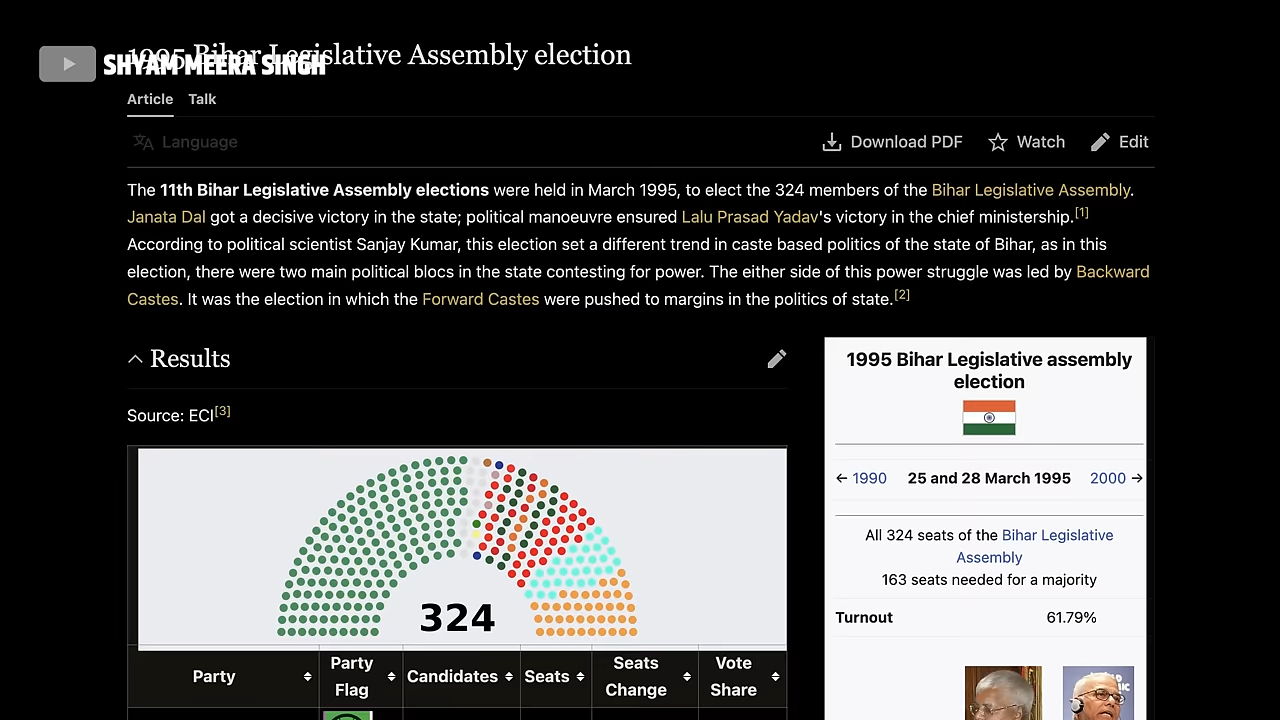 1995 Bihar Legislative Assembly election
SHYAM MEERA SINGH
Article Talk
Language
Download PDF Watch Edit
The 11th Bihar Legislative Assembly elections were held in March 1995, to elect the 324 members of the Bihar Legislative Assembly.
Janata Dal got a decisive victory in the state; political manoeuvre ensured Lalu Prasad Yadav's victory in the chief ministership.[1]
According to political scientist Sanjay Kumar, this election set a different trend in caste based politics of the state of Bihar, as in this
election, there were two main political blocs in the state contesting for power. The either side of this power struggle was led by Backward
Castes. It was the election in which the Forward Castes were pushed to margins in the politics of state.[2]
Results
Source: ECI[3]
324
Party
Party
Flag
Candidates
Seats
Seats
Change
Vote
Share
1995 Bihar Legislative assembly
election
← 1990 25 and 28 March 1995 2000 →
All 324 seats of the Bihar Legislative
Assembly
163 seats needed for a majority
Turnout 61.79%